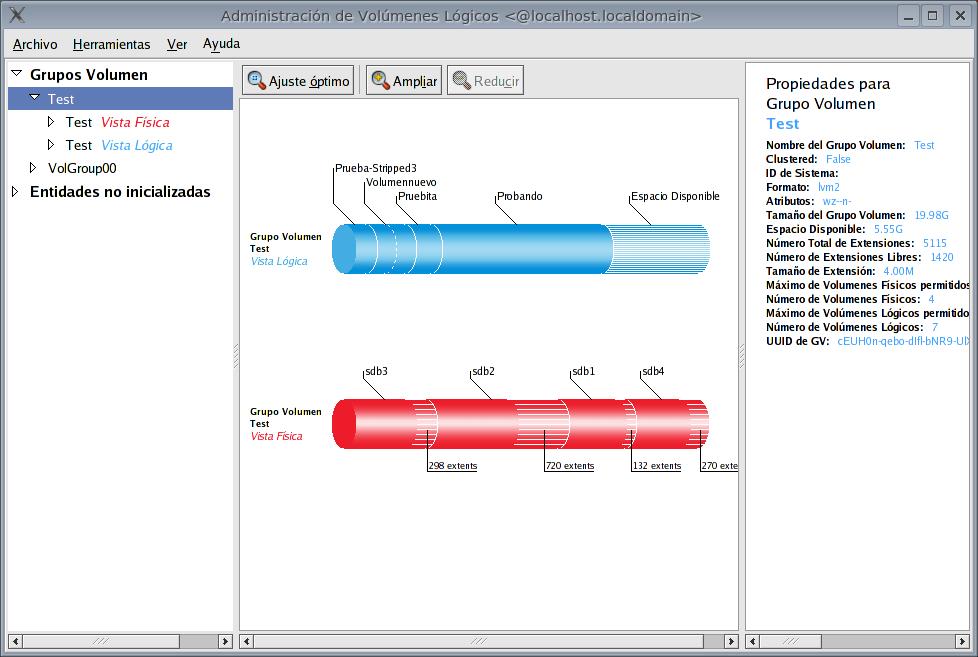 Administración de Volúmenes Lógicos <@localhost.localdomain>
Archivo Herramientas Ver Ayuda
Grupos Volumen
Test
Test Vista Física
Test Vista Lógica
VolGroup00
Entidades no inicializadas
Ajuste óptimo Ampliar Reducir
Prueba-Stripped3
Volumennuevo
Pruebita
Probando
Espacio Disponible
Grupo Volumen
Test
Vista Lógica
sdb3
sdb2
sdb1
sdb4
Grupo Volumen
Test
Vista Física
298 extents
720 extents
132 extents
270 exte
Propiedades para
Grupo Volumen
Test
Nombre del Grupo Volumen: Test
Clustered: False
ID de Sistema:
Formato: lvm2
Atributos: wz--n-
Tamaño del Grupo Volumen: 19.98G
Espacio Disponible: 5.55G
Número Total de Extensiones: 5115
Número de Extensiones Libres: 1420
Tamaño de Extensión: 4.00M
Máximo de Volumenes Físicos permitidos
Número de Volumenes Físicos: 4
Máximo de Volúmenes Lógicos permitido
Número de Volúmenes Lógicos: 7
UUID de GV: